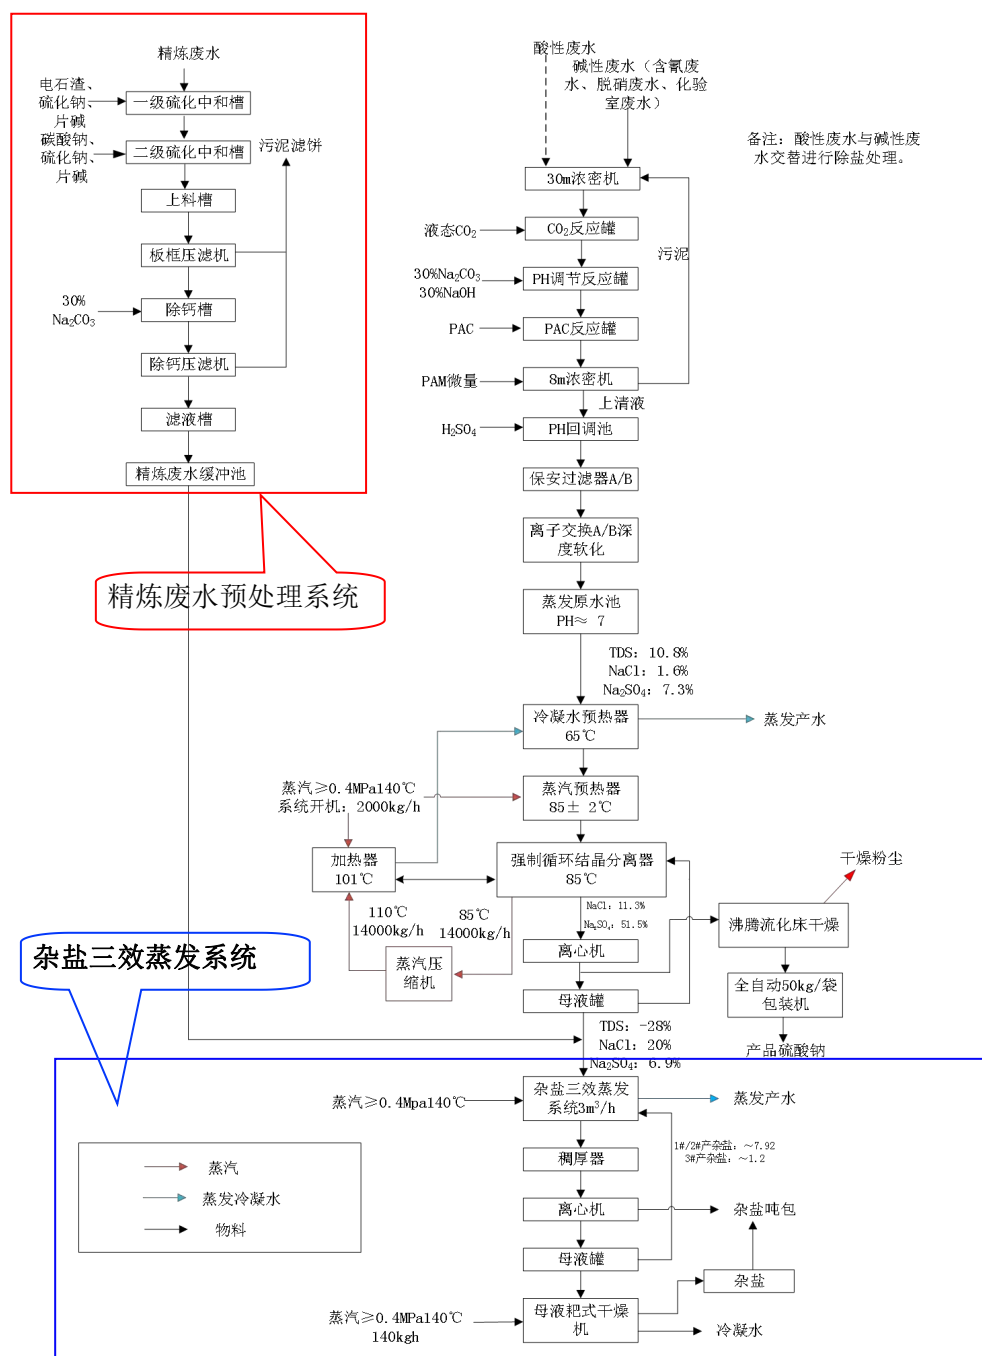 精炼废水
电石渣、
硫化钠、
片碱
一级硫化中和槽
碳酸钠、
硫化钠、
片碱
二级硫化中和槽
污泥滤饼
上料槽
板框压滤机
30%
Na₂CO₃
除钙槽
除钙压滤机
滤液槽
精炼废水缓冲池
精炼废水预处理系统
酸性废水
碱性废水（含氰废
水、脱硝废水、化验
室废水）
备注：酸性废水与碱性废
水交替进行除盐处理。
30m浓密机
液态CO₂
CO₂反应罐
污泥
30%Na₂CO₃
30%NaOH
PH调节反应罐
PAC
PAC反应罐
PAM微量
8m浓密机
上清液
H₂SO₄
PH回调池
保安过滤器A/B
离子交换A/B深
度软化
蒸发原水池
PH≈ 7
TDS：10.8%
NaCl：1.6%
Na₂SO₄：7.3%
冷凝水预热器
65℃
蒸发产水
蒸汽≥0.4MPa140℃
系统开机：2000kg/h
蒸汽预热器
85± 2℃
加热器
101℃
强制循环结晶分离器
85℃
干燥粉尘
110℃
14000kg/h
85℃
14000kg/h
NaCl：11.3%
Na₂SO₄：51.5%
沸腾流化床干燥
离心机
蒸汽压
缩机
全自动50kg/袋
包装机
母液罐
产品硫酸钠
TDS：-28%
NaCl：20%
Na₂SO₄：6.9%
杂盐三效蒸发系统
蒸汽≥0.4Mpa140℃
杂盐三效蒸发
系统3m³/h
蒸发产水
1#/2#产杂盐：～7.92
3#产杂盐：～1.2
稠厚器
离心机
杂盐吨包
母液罐
杂盐
蒸汽≥0.4MPa140℃
140kgh
母液耙式干燥
机
冷凝水
蒸汽
蒸发冷凝水
物料